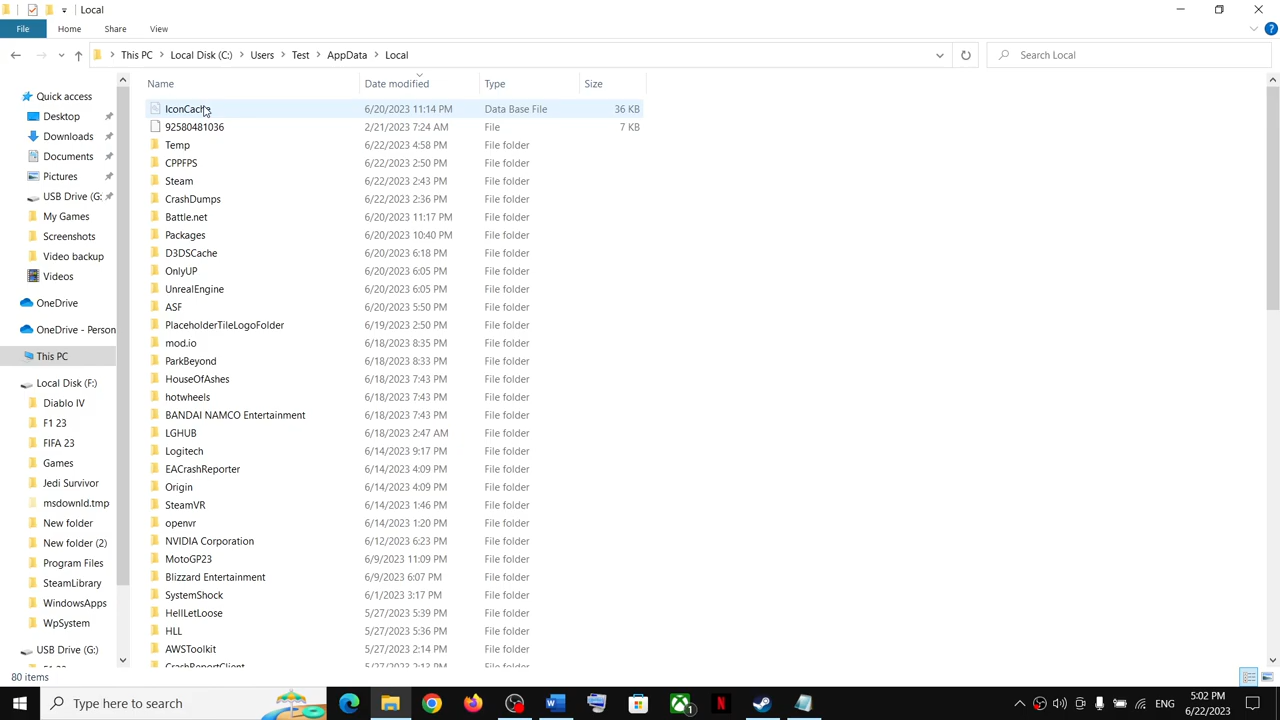 Local
File Home Share View
This PC Local Disk (C:) Users Test AppData Local Search Local
Name Date modified Type Size
Quick access
Desktop
Downloads
Documents
Pictures
USB Drive (G:
My Games
Screenshots
Video backup
Videos
OneDrive
OneDrive - Person
This PC
Local Disk (F:)
Diablo IV
F1 23
FIFA 23
Games
Jedi Survivor
msdownld.tmp
New folder
New folder (2)
Program Files
SteamLibrary
WindowsApps
WpSystem
USB Drive (G:)
IconCache 6/20/2023 11:14 PM Data Base File 36 KB
92580481036 2/21/2023 7:24 AM File 7 KB
Temp 6/22/2023 4:58 PM File folder
CPPFPS 6/22/2023 2:50 PM File folder
Steam 6/22/2023 2:43 PM File folder
CrashDumps 6/22/2023 2:36 PM File folder
Battle.net 6/20/2023 11:17 PM File folder
Packages 6/20/2023 10:40 PM File folder
D3DSCache 6/20/2023 6:18 PM File folder
OnlyUP 6/20/2023 6:05 PM File folder
UnrealEngine 6/20/2023 6:05 PM File folder
ASF 6/20/2023 5:50 PM File folder
PlaceholderTileLogoFolder 6/19/2023 2:50 PM File folder
mod.io 6/18/2023 8:35 PM File folder
ParkBeyond 6/18/2023 8:33 PM File folder
HouseOfAshes 6/18/2023 7:43 PM File folder
hotwheels 6/18/2023 7:43 PM File folder
BANDAI NAMCO Entertainment 6/18/2023 7:43 PM File folder
LGHUB 6/18/2023 2:47 AM File folder
Logitech 6/14/2023 9:17 PM File folder
EACrashReporter 6/14/2023 4:09 PM File folder
Origin 6/14/2023 4:09 PM File folder
SteamVR 6/14/2023 1:46 PM File folder
openvr 6/14/2023 1:20 PM File folder
NVIDIA Corporation 6/12/2023 6:23 PM File folder
MotoGP23 6/9/2023 11:09 PM File folder
Blizzard Entertainment 6/9/2023 6:07 PM File folder
SystemShock 6/1/2023 3:17 PM File folder
HellLetLoose 5/27/2023 5:39 PM File folder
HLL 5/27/2023 5:36 PM File folder
AWSToolkit 5/27/2023 2:14 PM File folder
CrashReportClient 5/27/2023 2:13 PM File folder
80 items
Type here to search
1
ENG
5:02 PM
6/22/2023